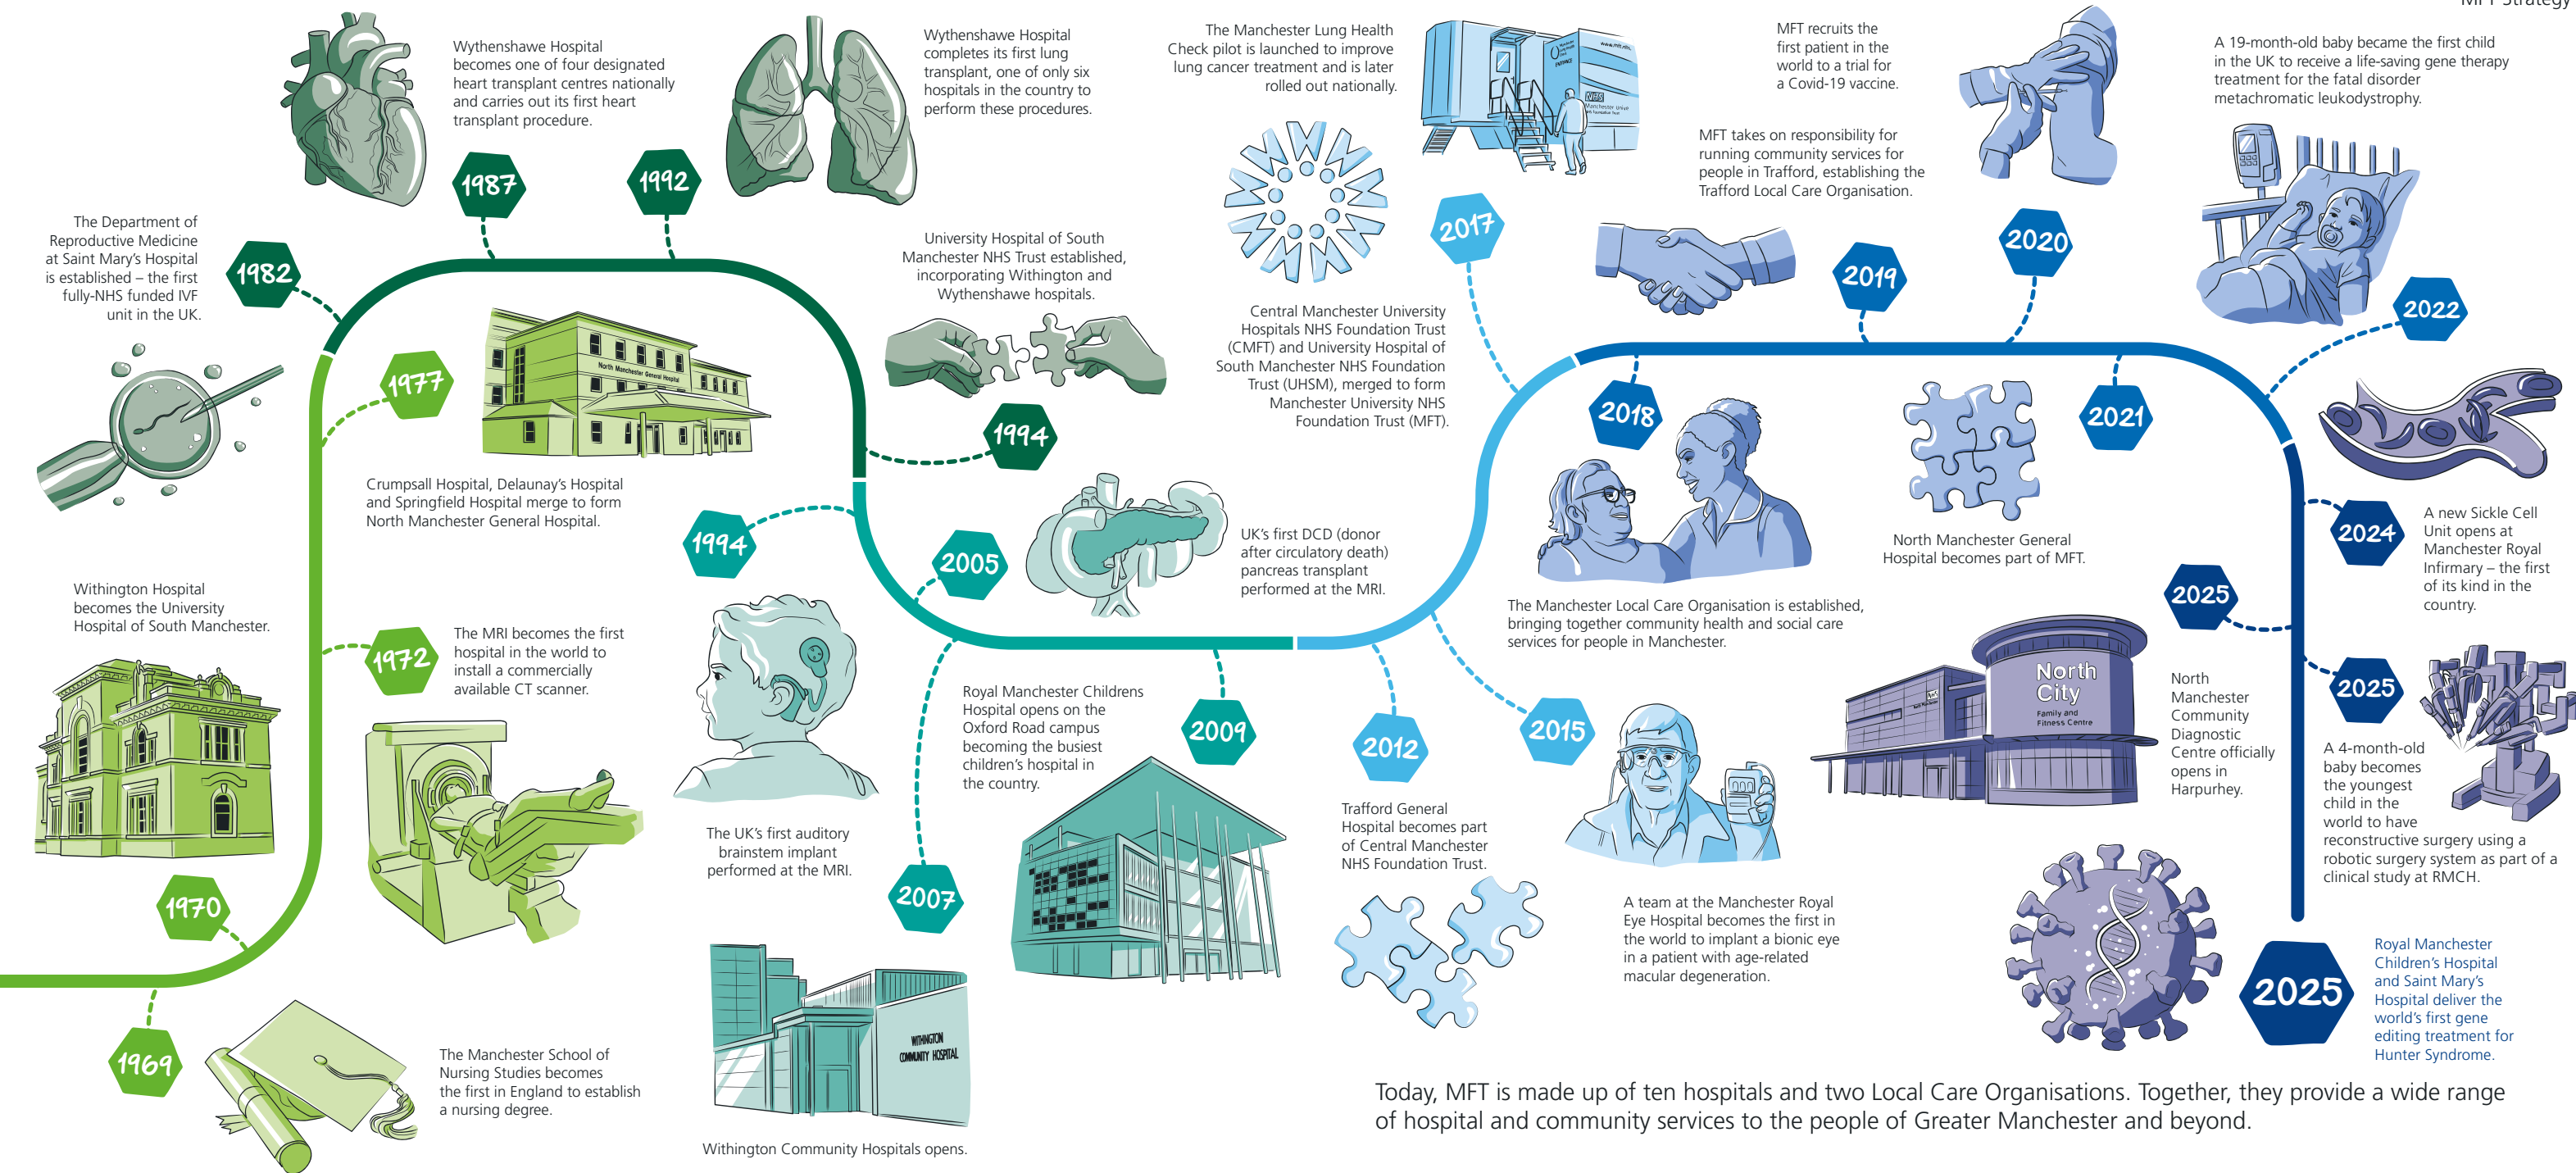 MFT Strategy
1969
The Manchester School of
Nursing Studies becomes
the first in England to establish
a nursing degree.
1970
Withington Hospital
becomes the University
Hospital of South Manchester.
1972
The MRI becomes the first
hospital in the world to
install a commercially
available CT scanner.
1977
North Manchester General Hospital
Crumpsall Hospital, Delaunay's Hospital
and Springfield Hospital merge to form
North Manchester General Hospital.
1982
The Department of
Reproductive Medicine
at Saint Mary's Hospital
is established – the first
fully-NHS funded IVF
unit in the UK.
1987
Wythenshawe Hospital
becomes one of four designated
heart transplant centres nationally
and carries out its first heart
transplant procedure.
1992
Wythenshawe Hospital
completes its first lung
transplant, one of only six
hospitals in the country to
perform these procedures.
1994
University Hospital of South
Manchester NHS Trust established,
incorporating Withington and
Wythenshawe hospitals.
1994
The UK's first auditory
brainstem implant
performed at the MRI.
2005
UK's first DCD (donor
after circulatory death)
pancreas transplant
performed at the MRI.
2007
WITHINGTON
COMMUNITY HOSPITAL
Withington Community Hospitals opens.
2009
Royal Manchester Childrens
Hospital opens on the
Oxford Road campus
becoming the busiest
children's hospital in
the country.
2012
Trafford General
Hospital becomes part
of Central Manchester
NHS Foundation Trust.
2015
A team at the Manchester Royal
Eye Hospital becomes the first in
the world to implant a bionic eye
in a patient with age-related
macular degeneration.
2017
The Manchester Lung Health
Check pilot is launched to improve
lung cancer treatment and is later
rolled out nationally.
ENTRANCE
NHS
Central Manchester University
Hospitals NHS Foundation Trust
(CMFT) and University Hospital of
South Manchester NHS Foundation
Trust (UHSM), merged to form
Manchester University NHS
Foundation Trust (MFT).
2018
The Manchester Local Care Organisation is established,
bringing together community health and social care
services for people in Manchester.
2019
MFT takes on responsibility for
running community services for
people in Trafford, establishing the
Trafford Local Care Organisation.
2020
MFT recruits the
first patient in the
world to a trial for
a Covid-19 vaccine.
2021
North Manchester General
Hospital becomes part of MFT.
2022
A 19-month-old baby became the first child
in the UK to receive a life-saving gene therapy
treatment for the fatal disorder
metachromatic leukodystrophy.
2024
A new Sickle Cell
Unit opens at
Manchester Royal
Infirmary – the first
of its kind in the
country.
2025
North
City
Family and
Fitness Centre
North
Manchester
Community
Diagnostic
Centre officially
opens in
Harpurhey.
2025
A 4-month-old
baby becomes
the youngest
child in the
world to have
reconstructive surgery using a
robotic surgery system as part of a
clinical study at RMCH.
2025
Royal Manchester
Children's Hospital
and Saint Mary's
Hospital deliver the
world's first gene
editing treatment for
Hunter Syndrome.
Today, MFT is made up of ten hospitals and two Local Care Organisations. Together, they provide a wide range
of hospital and community services to the people of Greater Manchester and beyond.